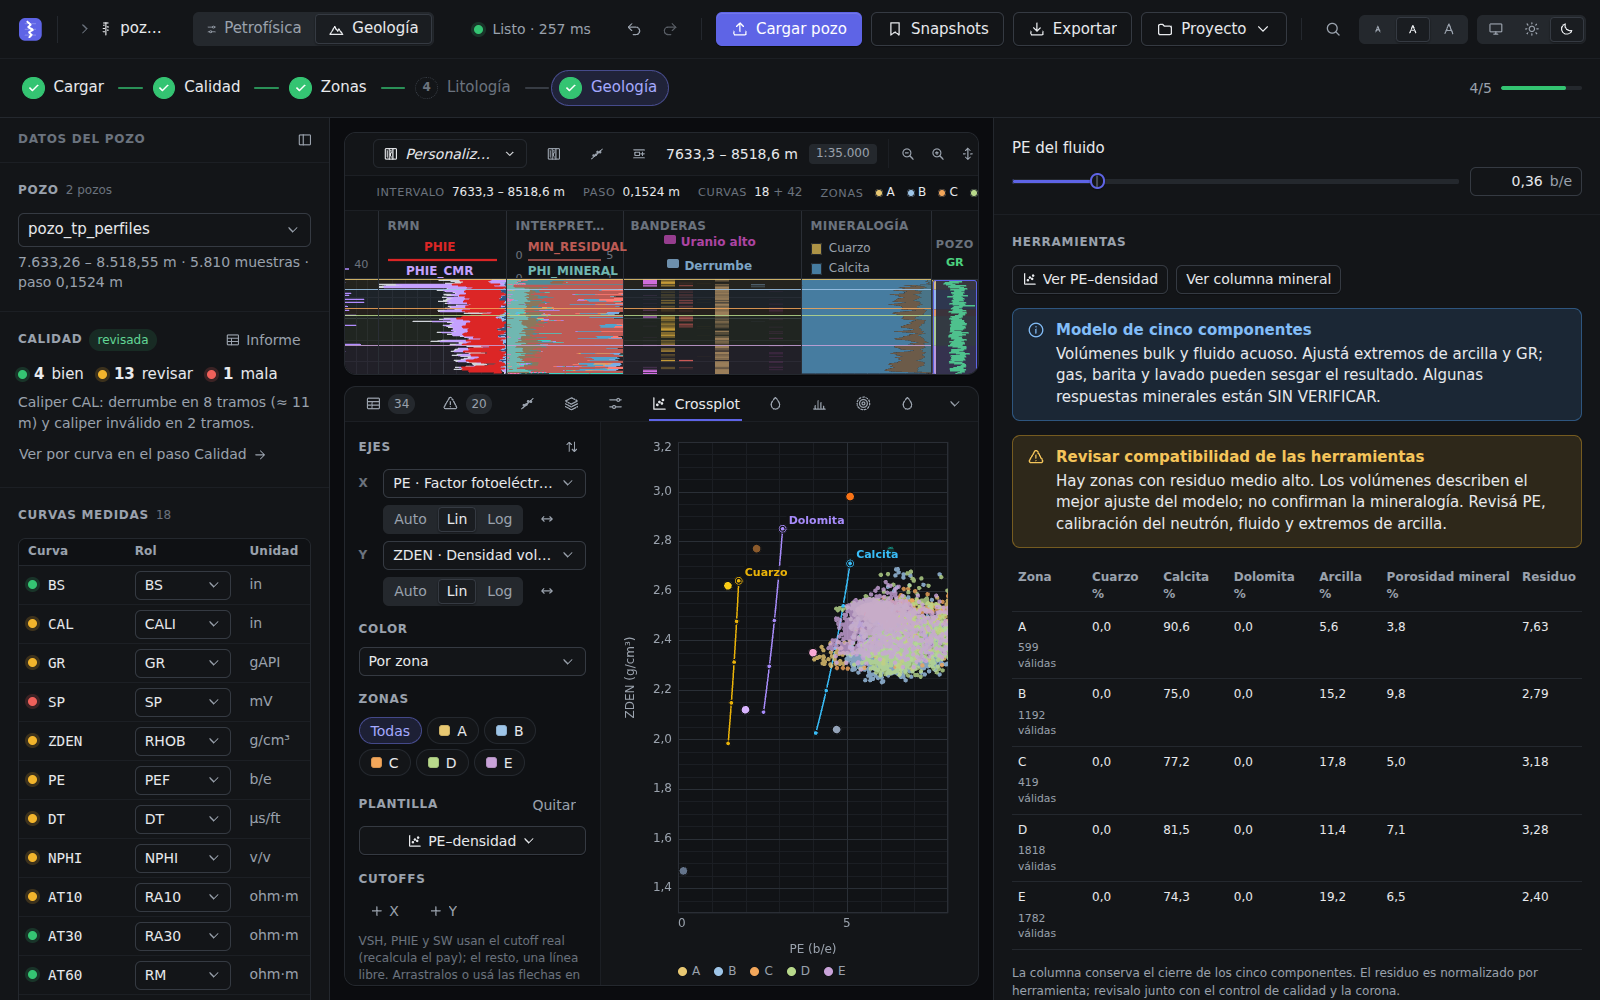 poz...
Petrofísica
Geología
Listo · 257 ms
Cargar pozo
Snapshots
Exportar
Proyecto
A
A
A
Cargar
Calidad
Zonas
4 Litología
Geología
4/5
DATOS DEL POZO
POZO 2 pozos
pozo_tp_perfiles
7.633,26 – 8.518,55 m · 5.810 muestras ·
paso 0,1524 m
CALIDAD revisada
Informe
4 bien 13 revisar 1 mala
Caliper CAL: derrumbe en 8 tramos (≈ 11
m) y caliper inválido en 2 tramos.
Ver por curva en el paso Calidad →
CURVAS MEDIDAS 18
Curva Rol Unidad
BS BS in
CAL CALI in
GR GR gAPI
SP SP mV
ZDEN RHOB g/cm³
PE PEF b/e
DT DT µs/ft
NPHI NPHI v/v
AT10 RA10 ohm·m
AT30 RA30 ohm·m
AT60 RM ohm·m
Personaliz...
7633,3 – 8518,6 m
1:35.000
INTERVALO 7633,3 – 8518,6 m PASO 0,1524 m CURVAS 18 + 42 ZONAS A B C
RMN
INTERPRET...
BANDERAS
MINERALOGÍA
40
PHIE
PHIE_CMR
MIN_RESIDUAL
0 5
PHI_MINERAL
Uranio alto
Derrumbe
Cuarzo
Calcita
POZO
GR
34
20
Crossplot
EJES
X PE · Factor fotoeléctr...
Auto Lin Log
Y ZDEN · Densidad vol...
Auto Lin Log
COLOR
Por zona
ZONAS
Todas A B
C D E
PLANTILLA
Quitar
PE–densidad
CUTOFFS
+ X + Y
VSH, PHIE y SW usan el cutoff real
(recalcula el pay); el resto, una línea
libre. Arrastralos o usá las flechas en
3,2
3,0
2,8
2,6
2,4
2,2
2,0
1,8
1,6
1,4
0 5
ZDEN (g/cm³)
PE (b/e)
Dolomita
Calcita
Cuarzo
A B C D E
PE del fluido
0,36 b/e
HERRAMIENTAS
Ver PE–densidad
Ver columna mineral
Modelo de cinco componentes
Volúmenes bulk y fluido acuoso. Ajustá extremos de arcilla y GR;
gas, barita y lavado pueden sesgar el resultado. Algunas
respuestas minerales están SIN VERIFICAR.
Revisar compatibilidad de las herramientas
Hay zonas con residuo medio alto. Los volúmenes describen el
mejor ajuste del modelo; no confirman la mineralogía. Revisá PE,
calibración del neutrón, fluido y extremos de arcilla.
Zona Cuarzo Calcita Dolomita Arcilla Porosidad mineral Residuo
% % % % %
A 0,0 90,6 0,0 5,6 3,8 7,63
599
válidas
B 0,0 75,0 0,0 15,2 9,8 2,79
1192
válidas
C 0,0 77,2 0,0 17,8 5,0 3,18
419
válidas
D 0,0 81,5 0,0 11,4 7,1 3,28
1818
válidas
E 0,0 74,3 0,0 19,2 6,5 2,40
1782
válidas
La columna conserva el cierre de los cinco componentes. El residuo es normalizado por
herramienta; revisalo junto con el control de calidad y la corona.